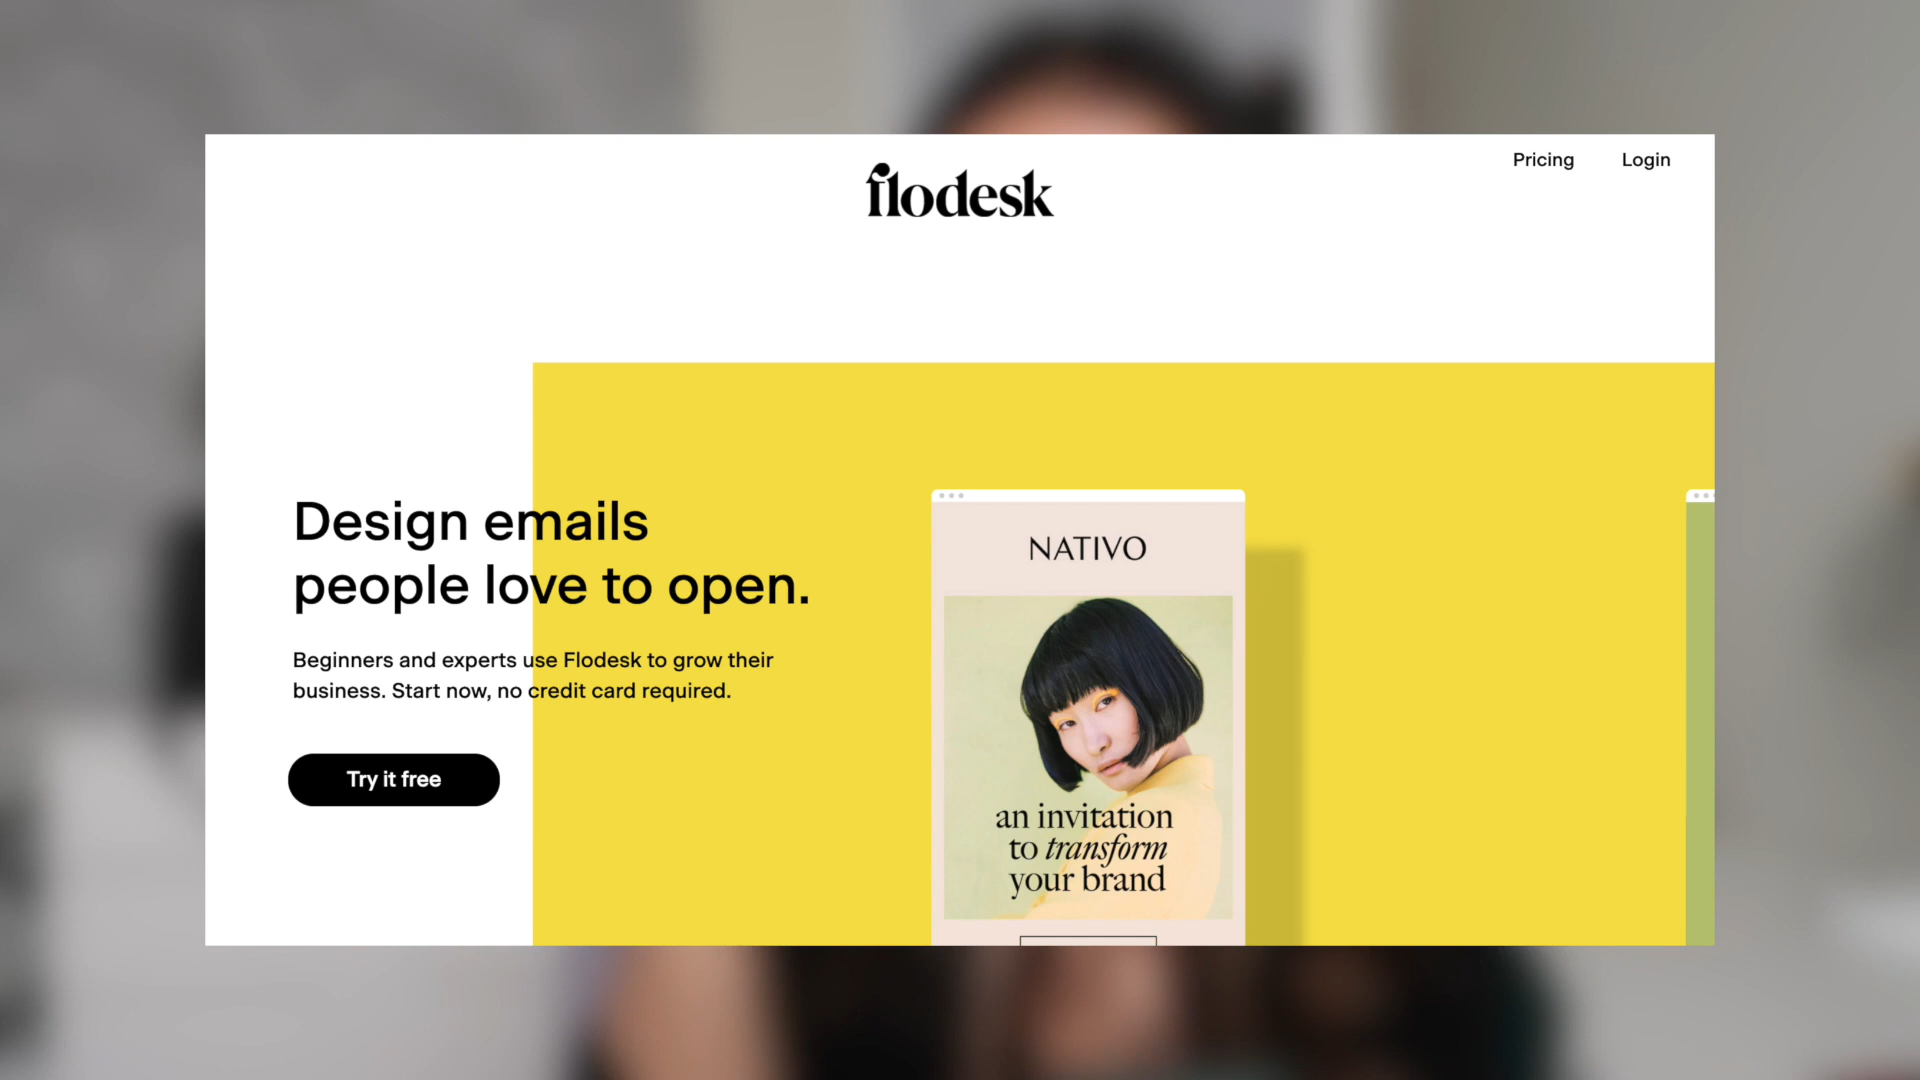 flodesk
Pricing
Login
Design emails
people love to open.
Beginners and experts use Flodesk to grow their
business. Start now, no credit card required.
Try it free
NATIVO
an invitation
to transform
your brand